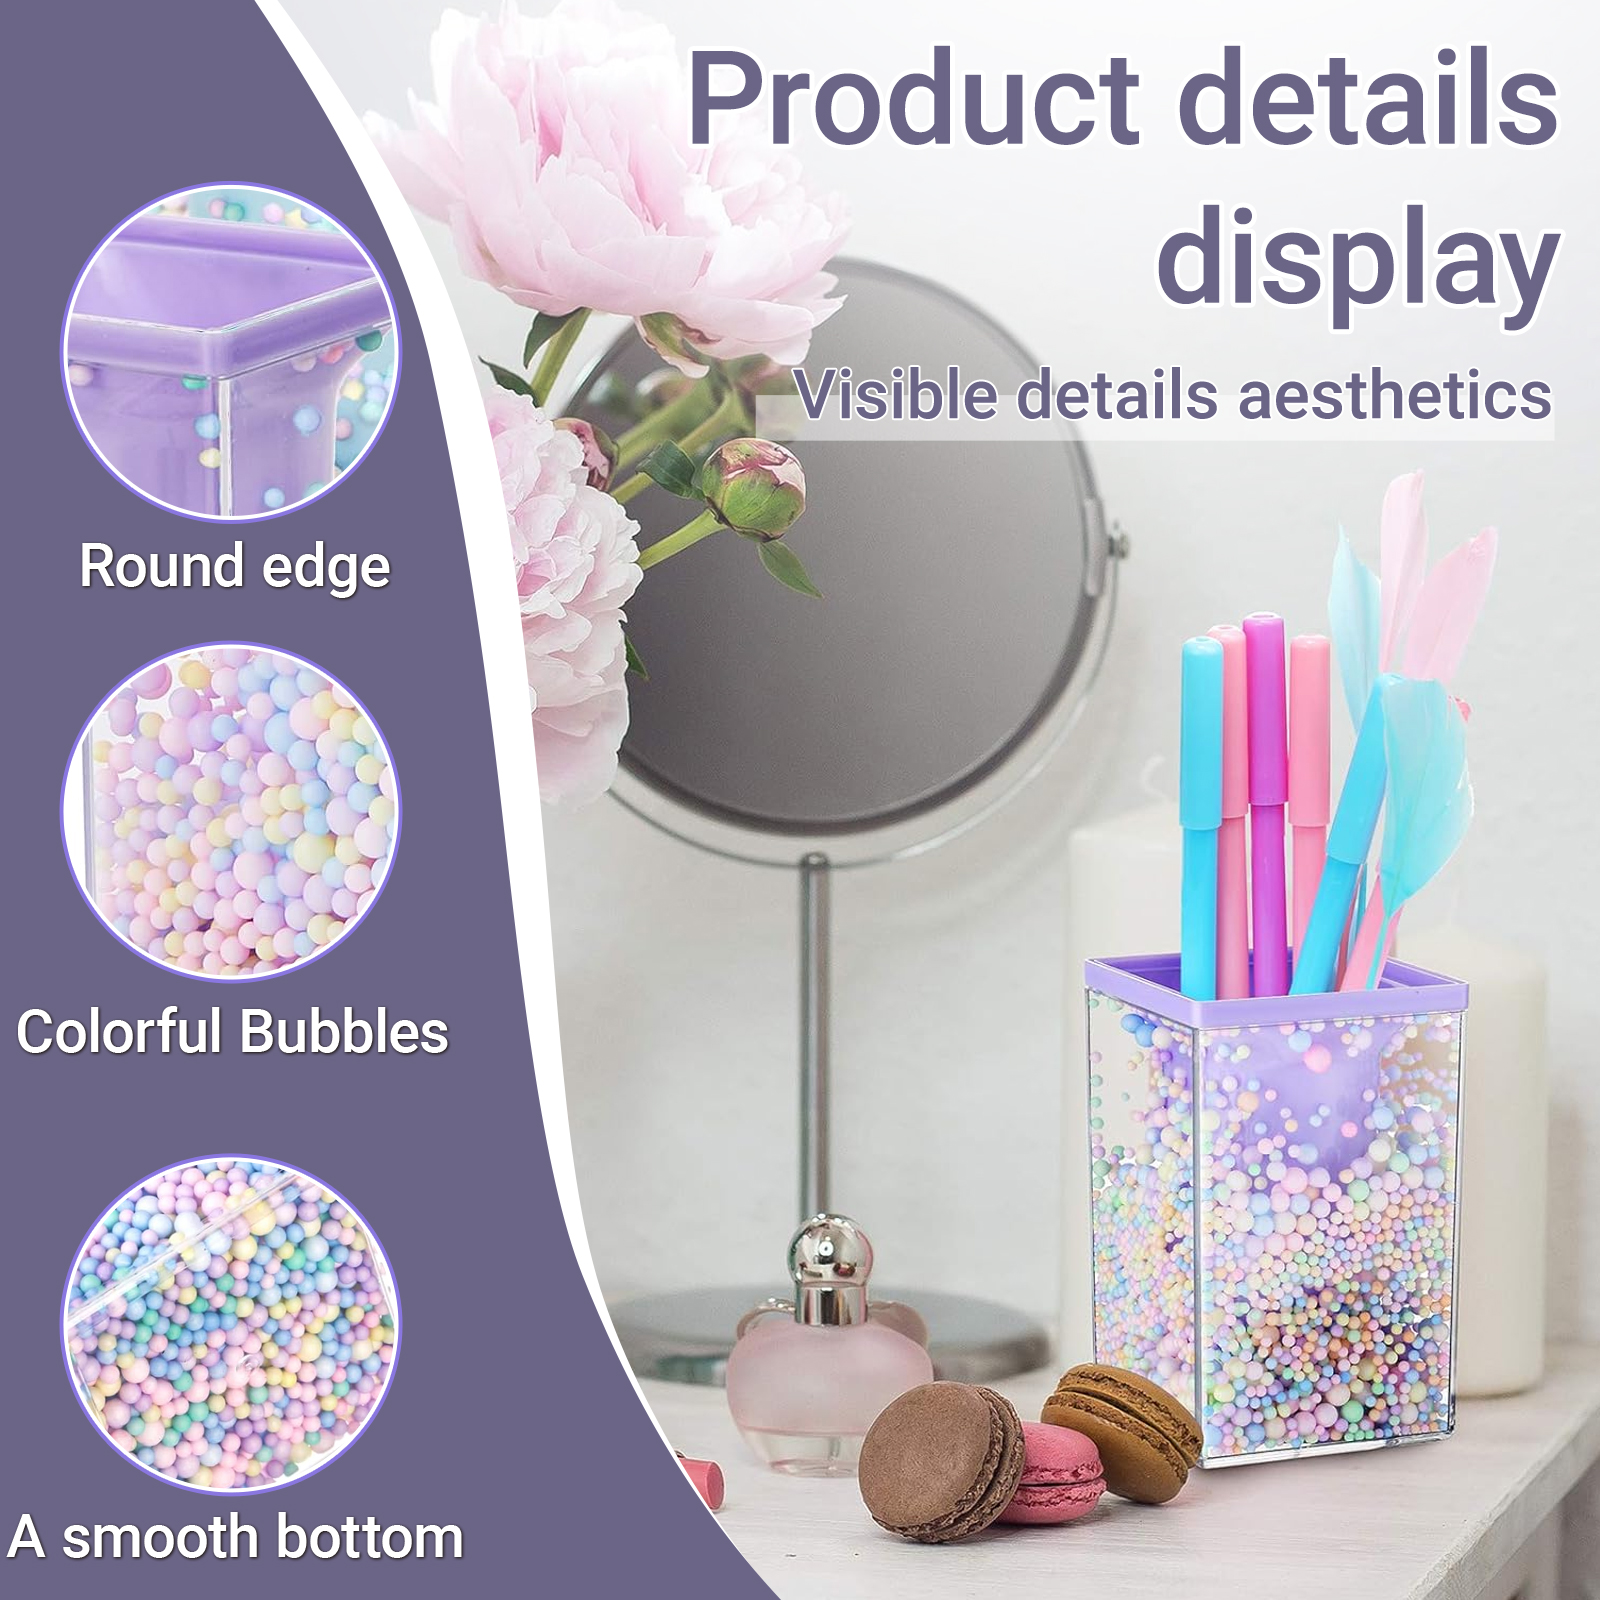 Product details
display
Visible details aesthetics
Round edge
Colorful Bubbles
A smooth bottom